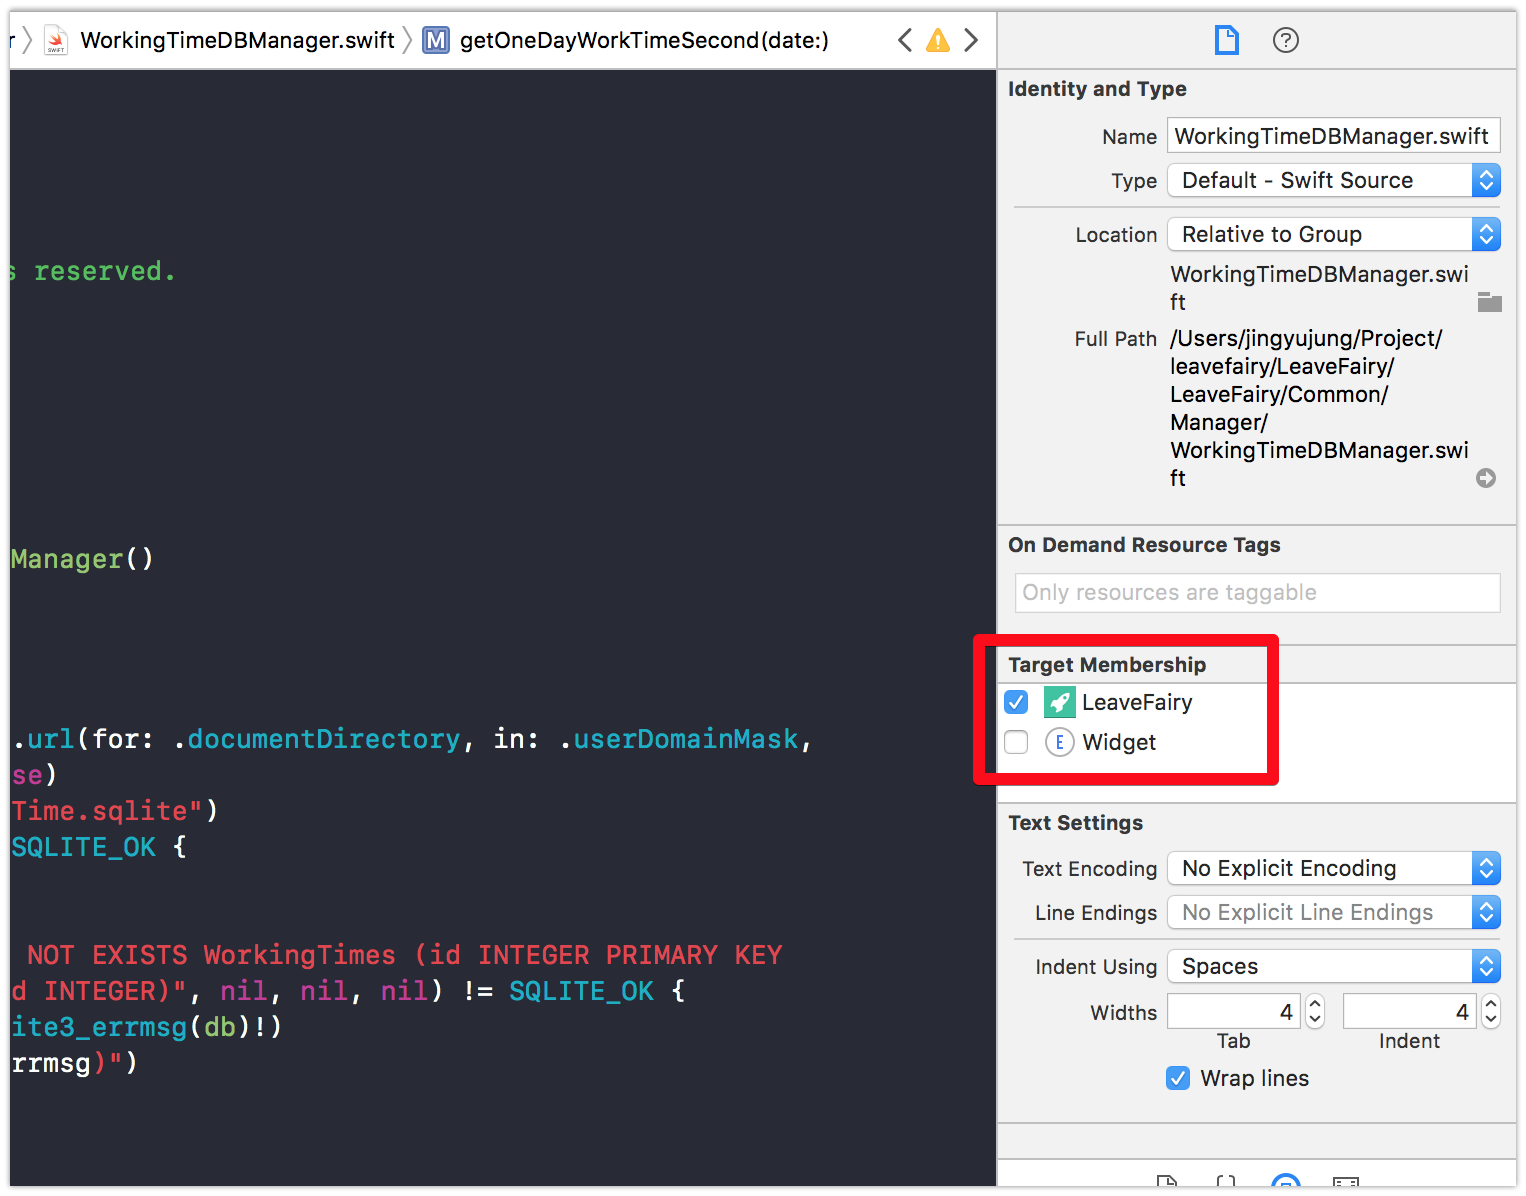 r
WorkingTimeDBManager.swift
M
getOneDayWorkTimeSecond(date:)
SWIFT
s reserved.
Manager()
.url(for: .documentDirectory, in: .userDomainMask,
se)
Time.sqlite")
SQLITE_OK {
NOT EXISTS WorkingTimes (id INTEGER PRIMARY KEY
d INTEGER)", nil, nil, nil) != SQLITE_OK {
ite3_errmsg(db)!)
rrmsg)")
?
Identity and Type
Name WorkingTimeDBManager.swift
Type Default - Swift Source
Location Relative to Group
WorkingTimeDBManager.swi
ft
Full Path /Users/jingyujung/Project/
leavefairy/LeaveFairy/
LeaveFairy/Common/
Manager/
WorkingTimeDBManager.swi
ft
On Demand Resource Tags
Only resources are taggable
Target Membership
LeaveFairy
E Widget
Text Settings
Text Encoding No Explicit Encoding
Line Endings No Explicit Line Endings
Indent Using Spaces
Widths 4 4
Tab Indent
Wrap lines